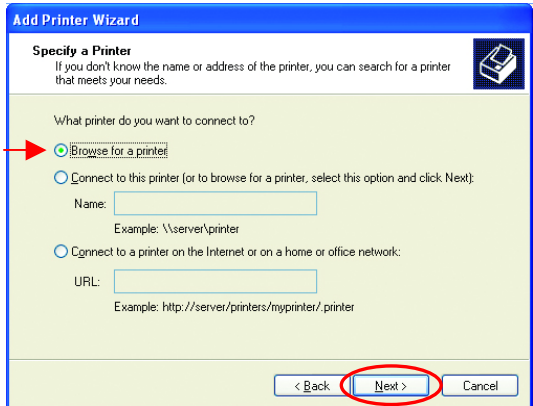 Add Printer Wizard
Specify a Printer
If you don't know the name or address of the printer, you can search for a printer
that meets your needs.
What printer do you want to connect to?
Browse for a printer
Connect to this printer (or to browse for a printer, select this option and click Next):
Name:
Example: \\server\printer
Connect to a printer on the Internet or on a home or office network:
URL:
Example: http://server/printers/myprinter/.printer
< Back
Next >
Cancel